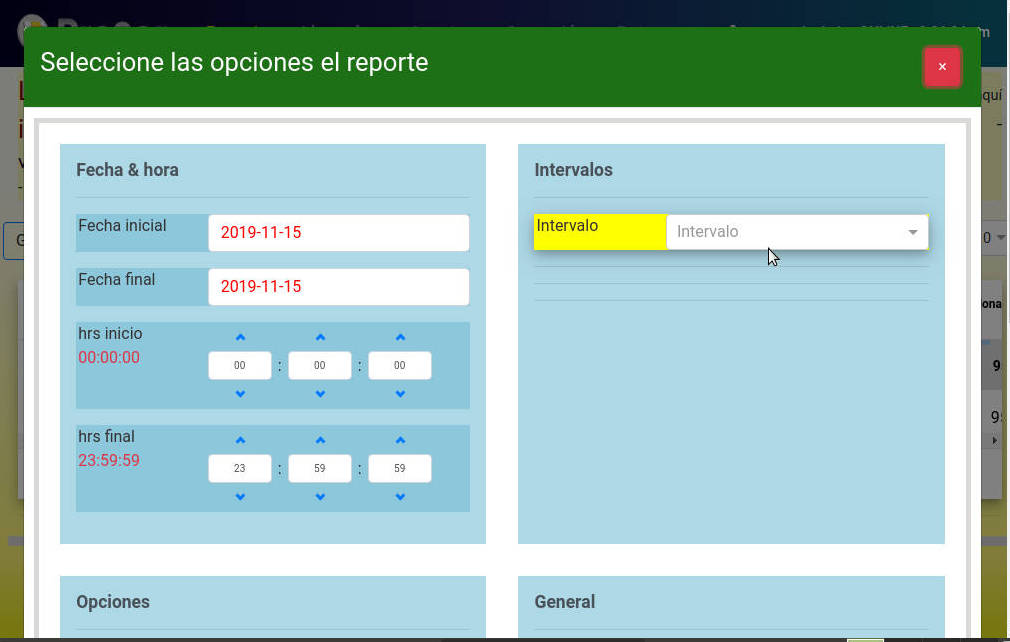 Seleccione las opciones el reporte
×
quí
Fecha & hora
Fecha inicial
2019-11-15
Fecha final
2019-11-15
hrs inicio
00:00:00
00 : 00 : 00
hrs final
23:59:59
23 : 59 : 59
Intervalos
Intervalo
Intervalo
Opciones
General